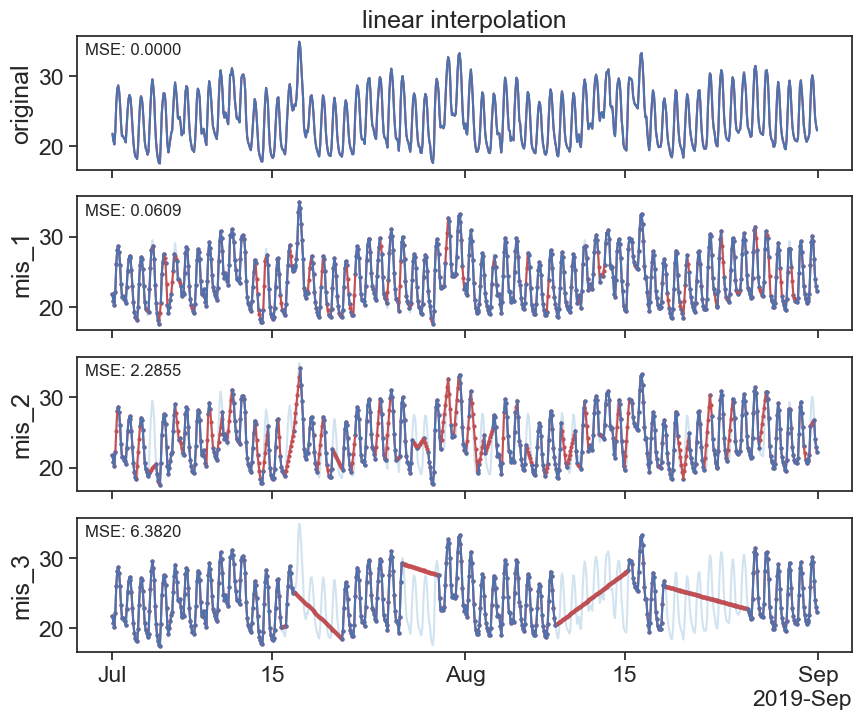 linear interpolation
original
MSE: 0.0000
30
20
mis_1
MSE: 0.0609
30
20
mis_2
MSE: 2.2855
30
20
mis_3
MSE: 6.3820
30
20
Jul 15 Aug 15 Sep
2019-Sep